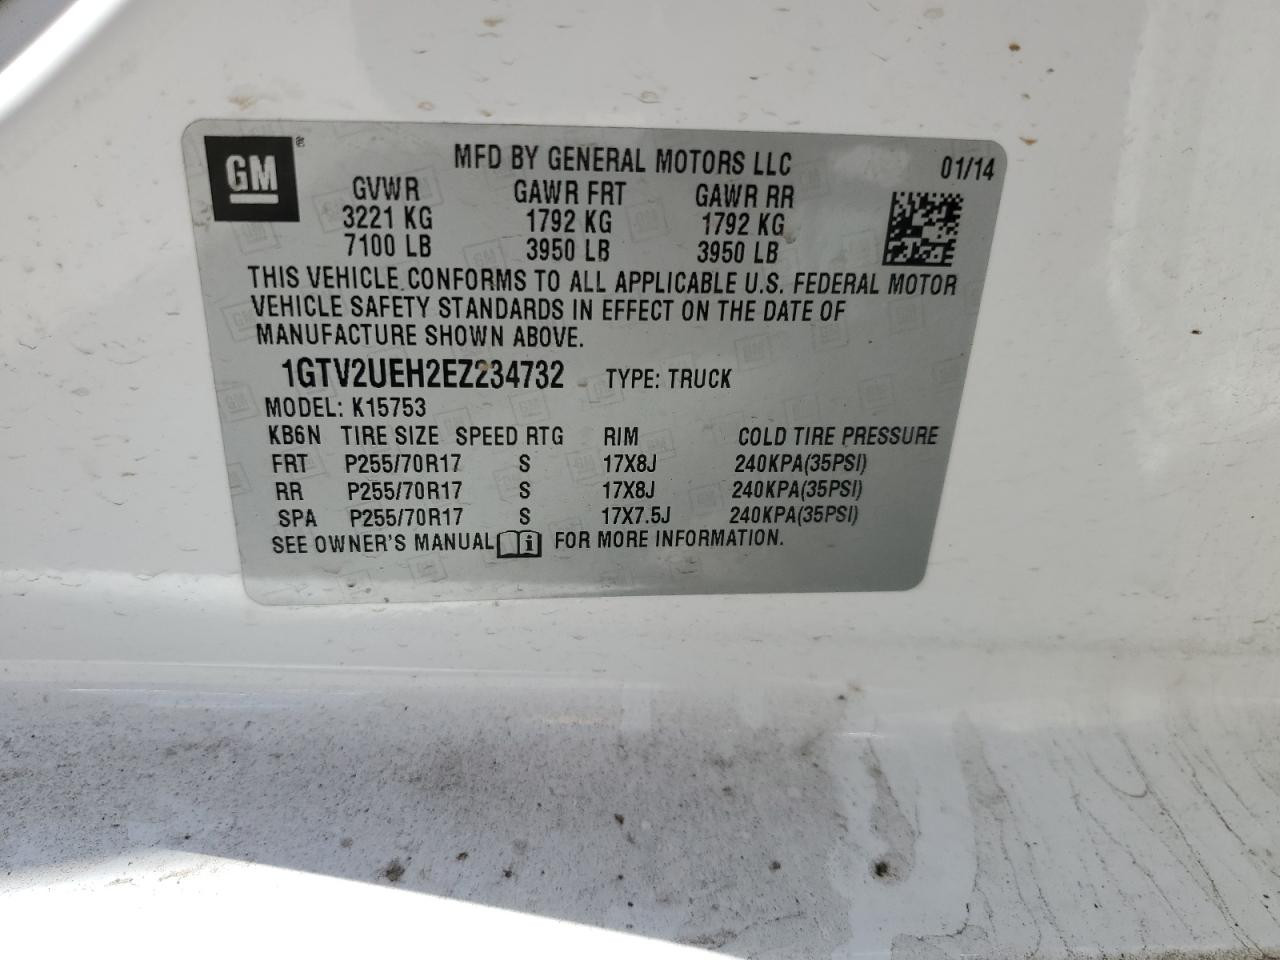 GM ®
MFD BY GENERAL MOTORS LLC 01/14
GVWR GAWR FRT GAWR RR
3221 KG 1792 KG 1792 KG
7100 LB 3950 LB 3950 LB
THIS VEHICLE CONFORMS TO ALL APPLICABLE U.S. FEDERAL MOTOR
VEHICLE SAFETY STANDARDS IN EFFECT ON THE DATE OF
MANUFACTURE SHOWN ABOVE.
1GTV2UEH2EZ234732 TYPE: TRUCK
MODEL: K15753
KB6N TIRE SIZE SPEED RTG RIM COLD TIRE PRESSURE
FRT P255/70R17 S 17X8J 240KPA(35PSI)
RR P255/70R17 S 17X8J 240KPA(35PSI)
SPA P255/70R17 S 17X7.5J 240KPA(35PSI)
SEE OWNER'S MANUAL i FOR MORE INFORMATION.